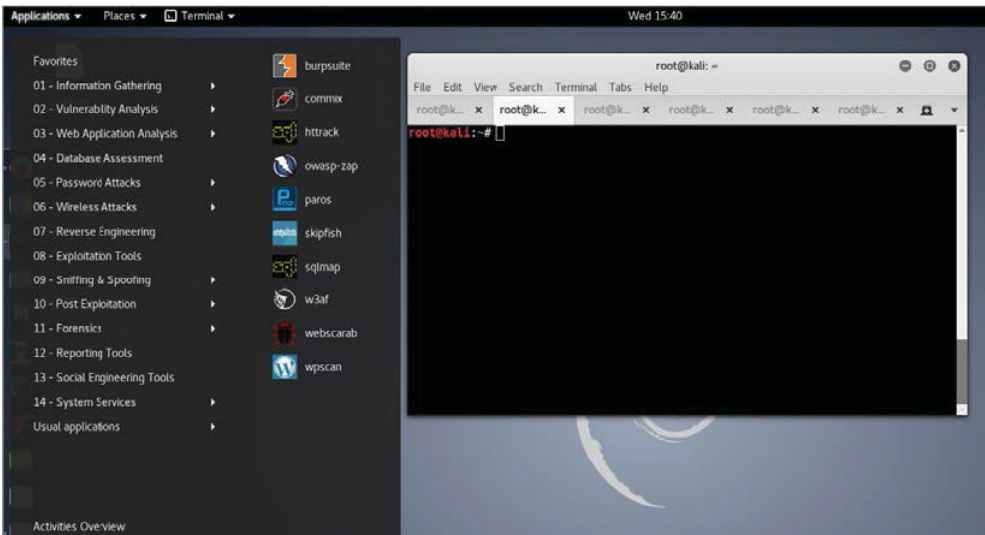 Applications Places Terminal Wed 15:40
Favorites
01 - Information Gathering
02 - Vulnerablity Analysis
03 - Web Application Analysis
04 - Database Assessment
05 - Password Attacks
06 - Wireless Attacks
07 - Reverse Engineering
08 - Exploitation Tools
09 - Sniffing & Spoofing
10 - Post Exploitation
11 - Forensics
12 - Reporting Tools
13 - Social Engineering Tools
14 - System Services
Usual applications
Activities Overview
burpsuite
commix
httrack
owasp-zap
paros
skipfish
sqlmap
w3af
webscarab
wpscan
root@kali: ~
File Edit View Search Terminal Tabs Help
root@k... root@k... root@k... root@k... root@k... root@k...
root@kali:~#